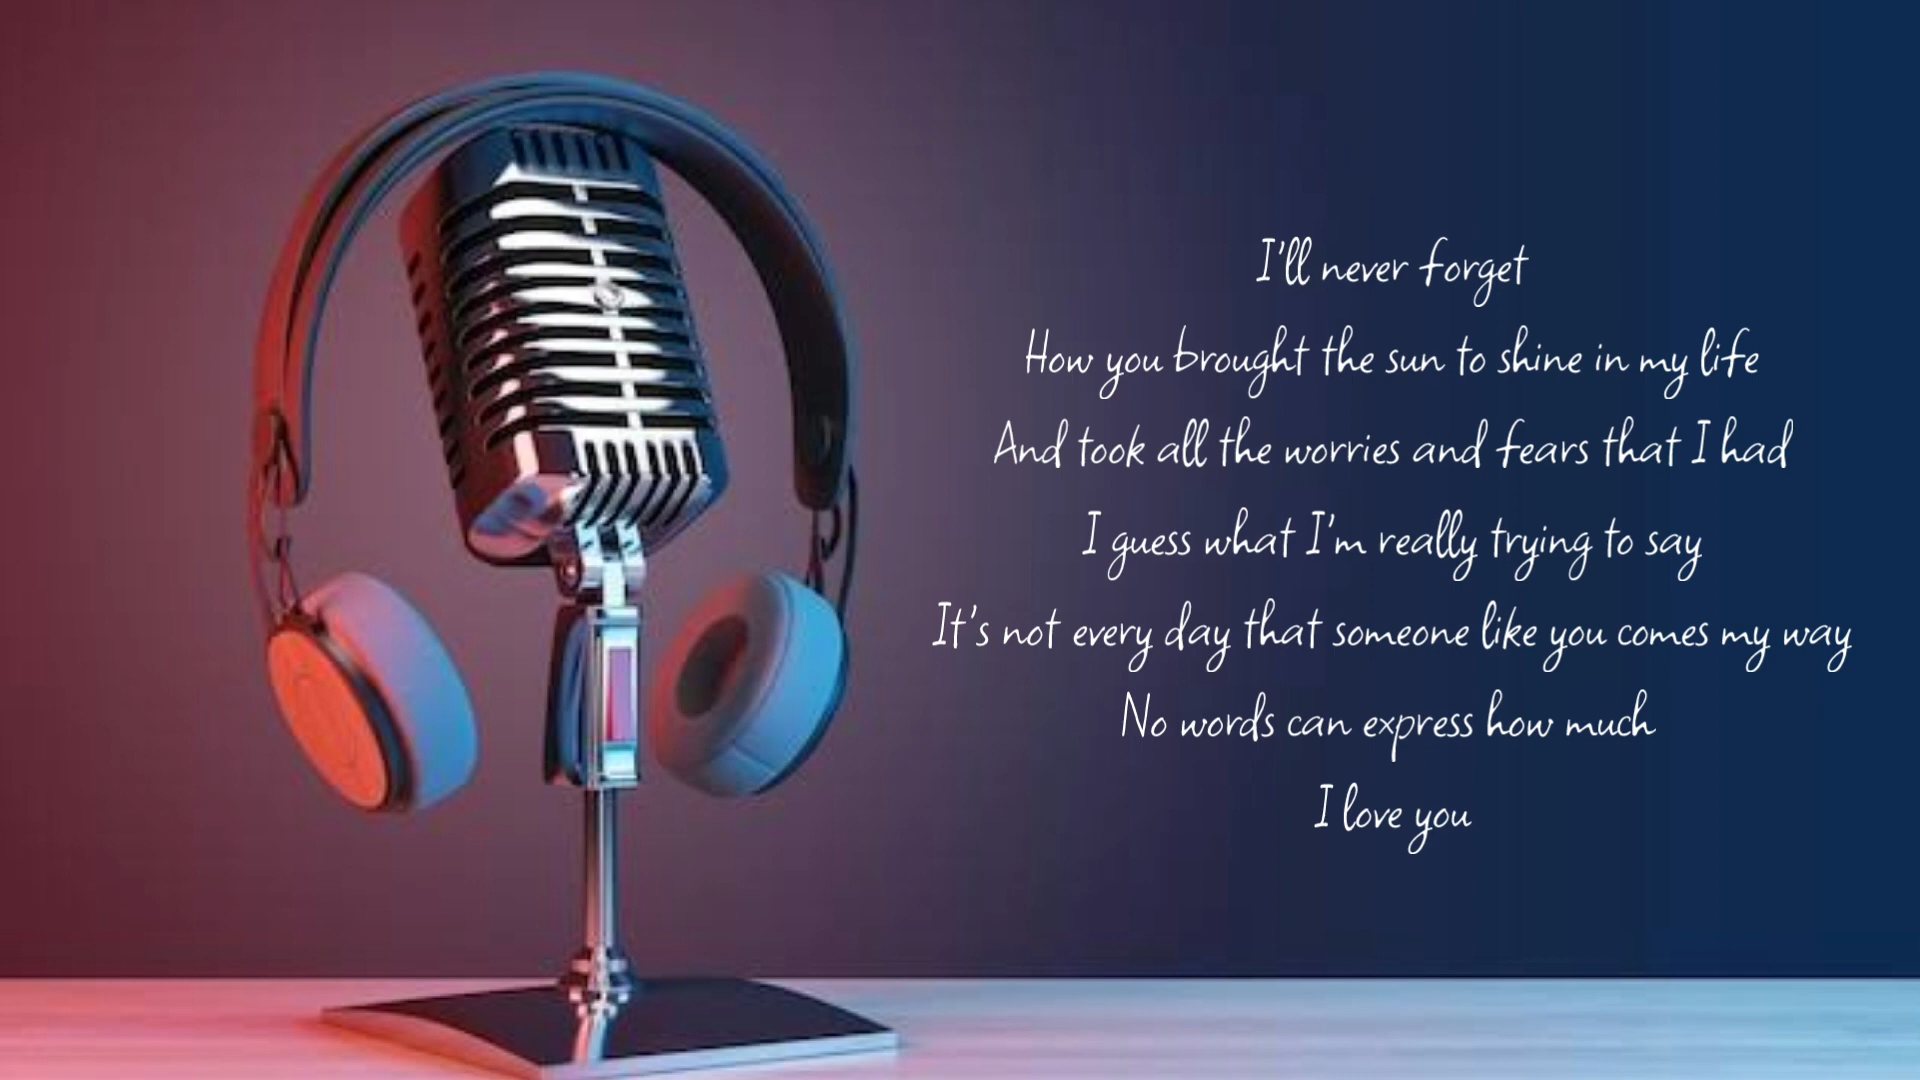 I'll never forget
How you brought the sun to shine in my life
And took all the worries and fears that I had
I guess what I'm really trying to say
It's not every day that someone like you comes my way
No words can express how much
I love you